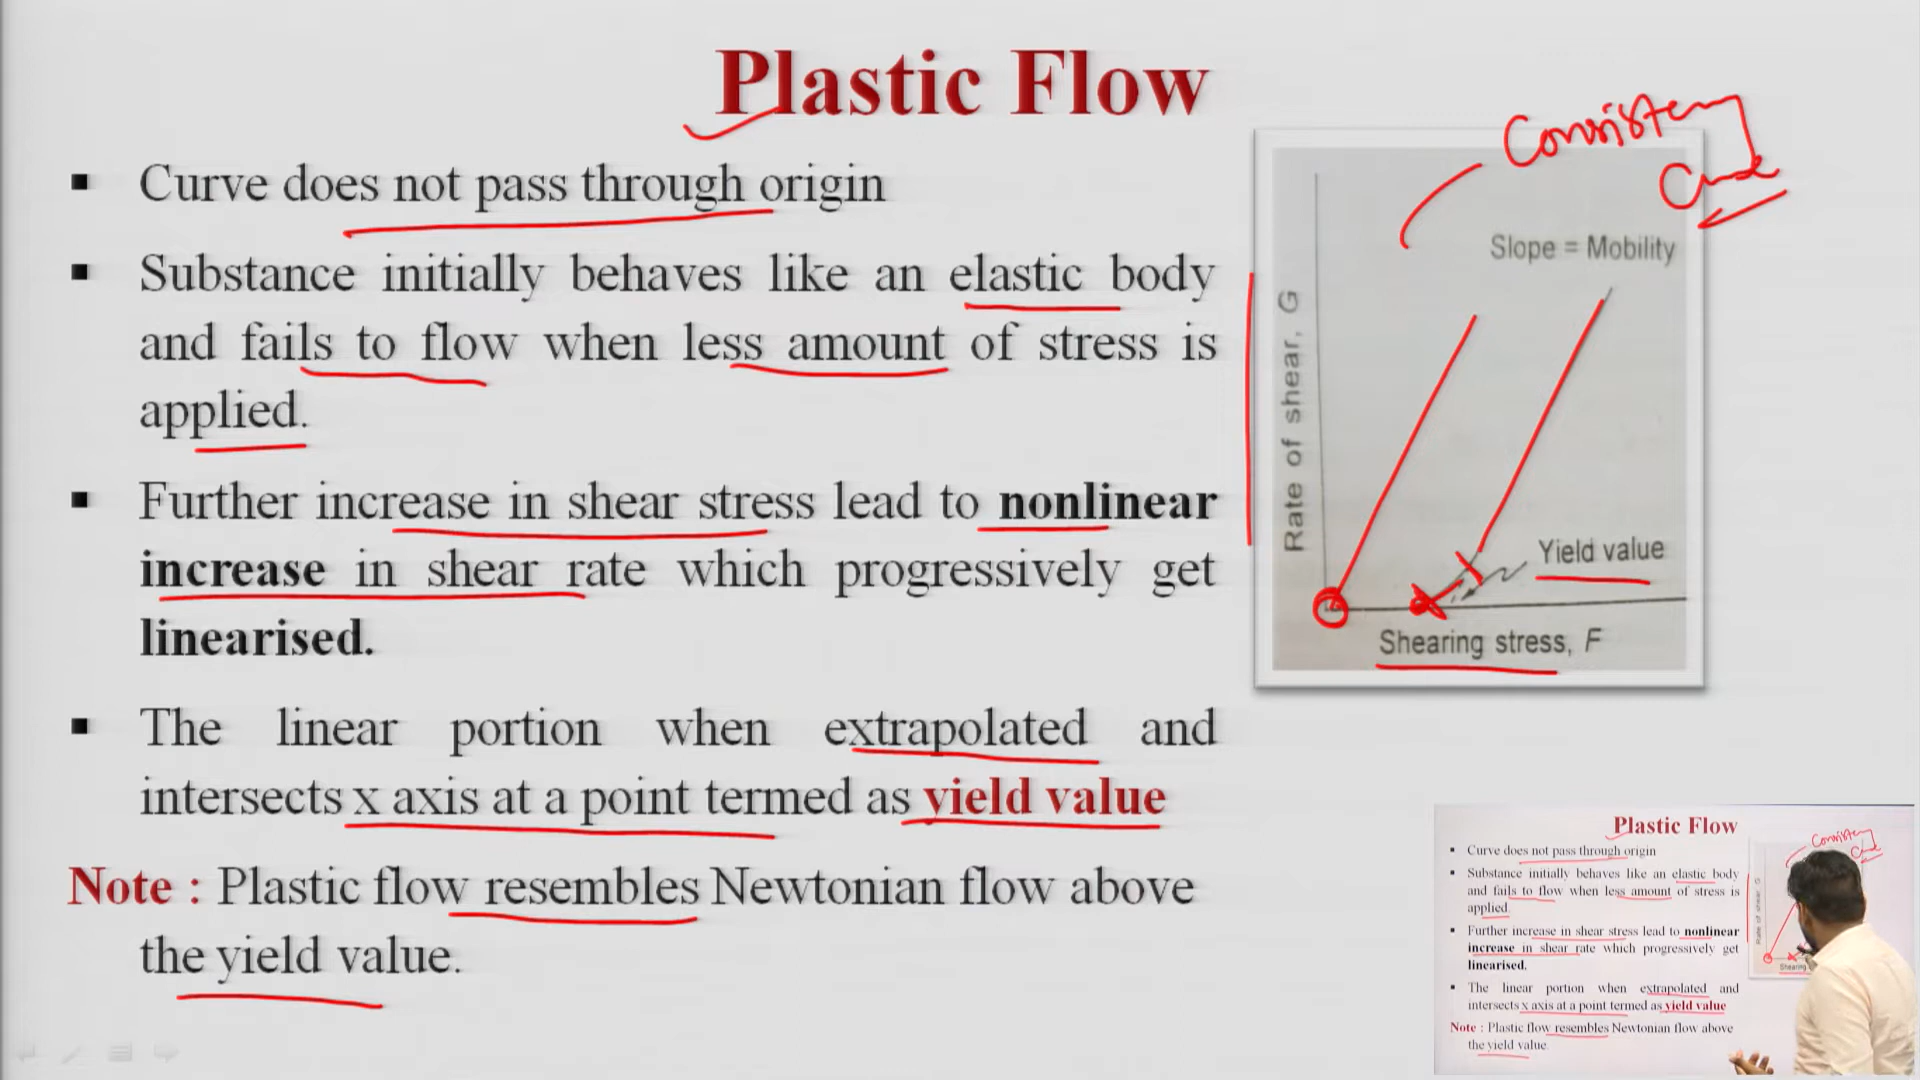 Plastic Flow
▪ Curve does not pass through origin
▪ Substance initially behaves like an elastic body
and fails to flow when less amount of stress is
applied.
▪ Further increase in shear stress lead to nonlinear
increase in shear rate which progressively get
linearised.
▪ The linear portion when extrapolated and
intersects x axis at a point termed as yield value
Note : Plastic flow resembles Newtonian flow above
the yield value.
Consistency
Curve
Slope = Mobility
Rate of shear, G
Yield value
Shearing stress, F
Plastic Flow
▪ Curve does not pass through origin
▪ Substance initially behaves like an elastic body
and fails to flow when less amount of stress is
applied.
▪ Further increase in shear stress lead to nonlinear
increase in shear rate which progressively get
linearised.
▪ The linear portion when extrapolated and
intersects x axis at a point termed as yield value
Note : Plastic flow resembles Newtonian flow above
the yield value.
Consistency
Rate of shear, G
Shearing